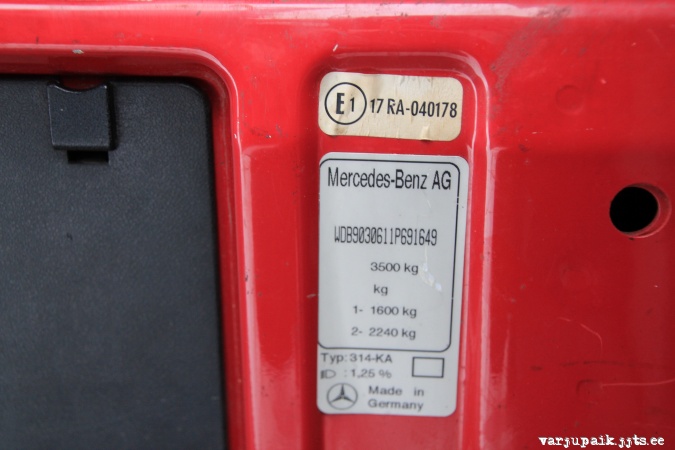 E1 17 RA-040178
Mercedes-Benz AG
WDB9030611P691649
3500 kg
kg
1- 1600 kg
2- 2240 kg
Typ: 314-KA
: 1,25 %
Made in
Germany
varjupaik.jjts.ee